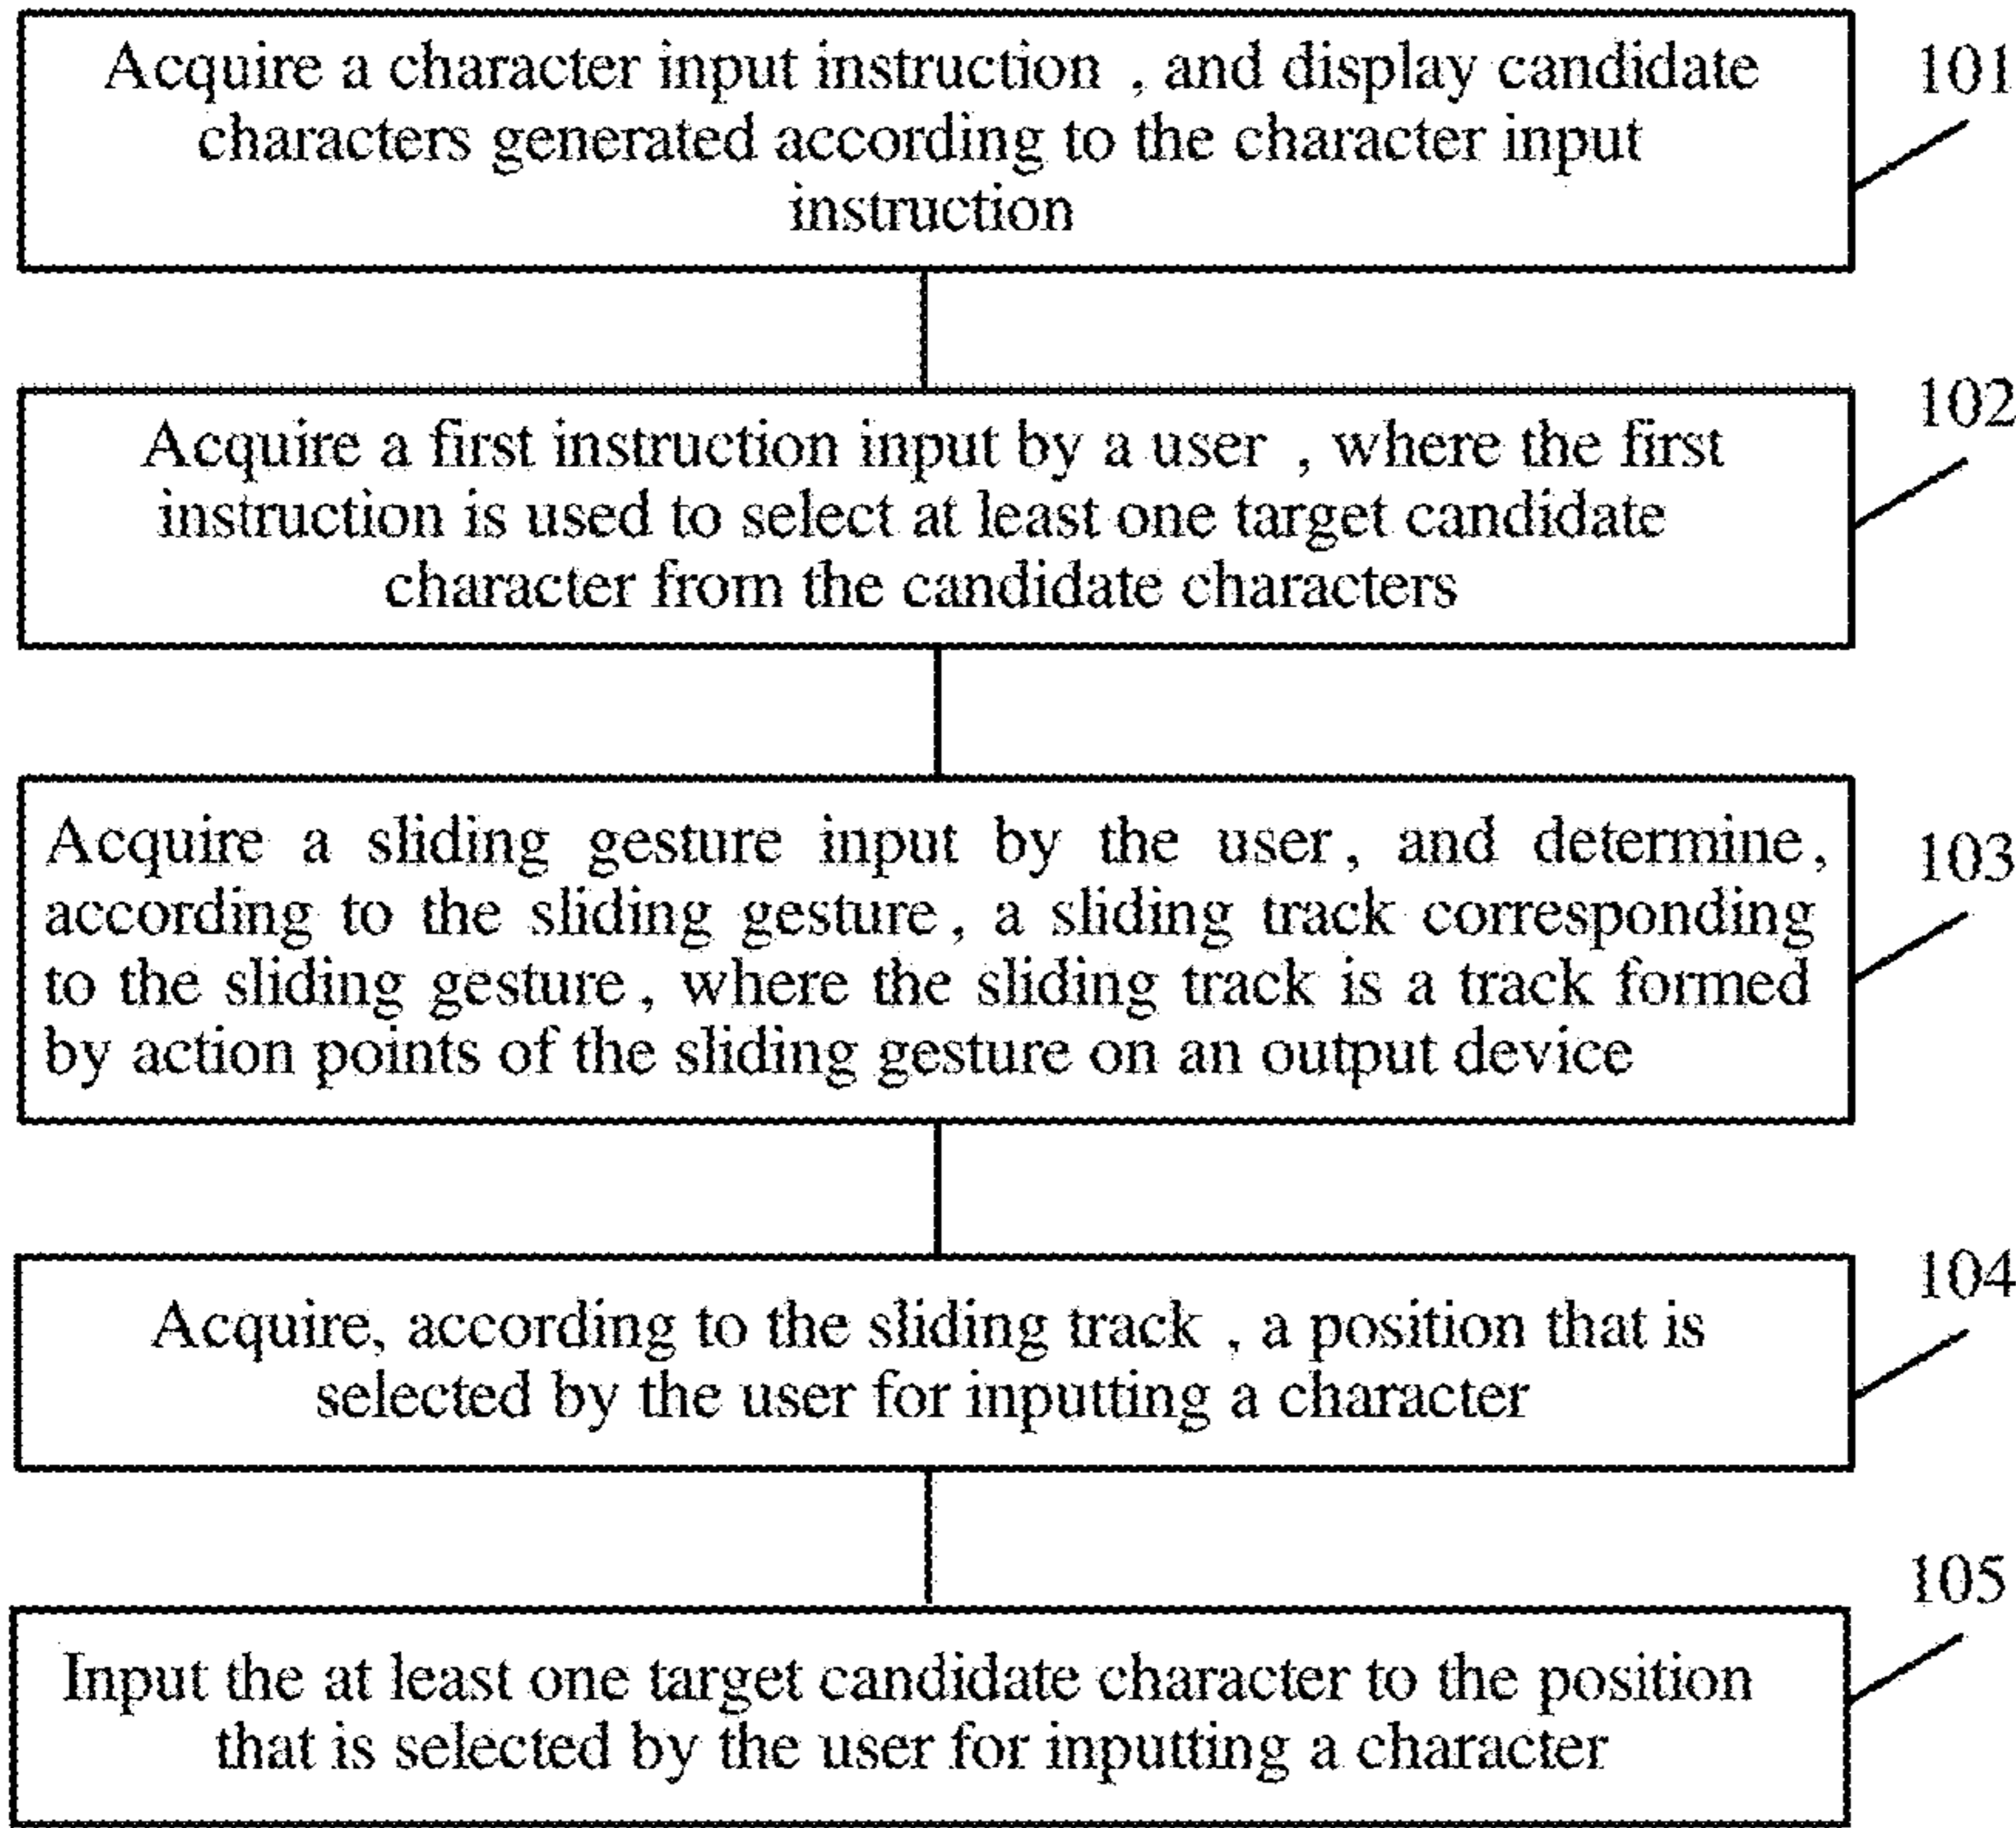 Acquire a character input instruction , and display candidate
characters generated according to the character input
instruction
101
Acquire a first instruction input by a user , where the first
instruction is used to select at least one target candidate
character from the candidate characters
102
Acquire a sliding gesture input by the user, and determine,
according to the sliding gesture, a sliding track corresponding
to the sliding gesture, where the sliding track is a track formed
by action points of the sliding gesture on an output device
103
Acquire, according to the sliding track , a position that is
selected by the user for inputting a character
104
Input the at least one target candidate character to the position
that is selected by the user for inputting a character
105